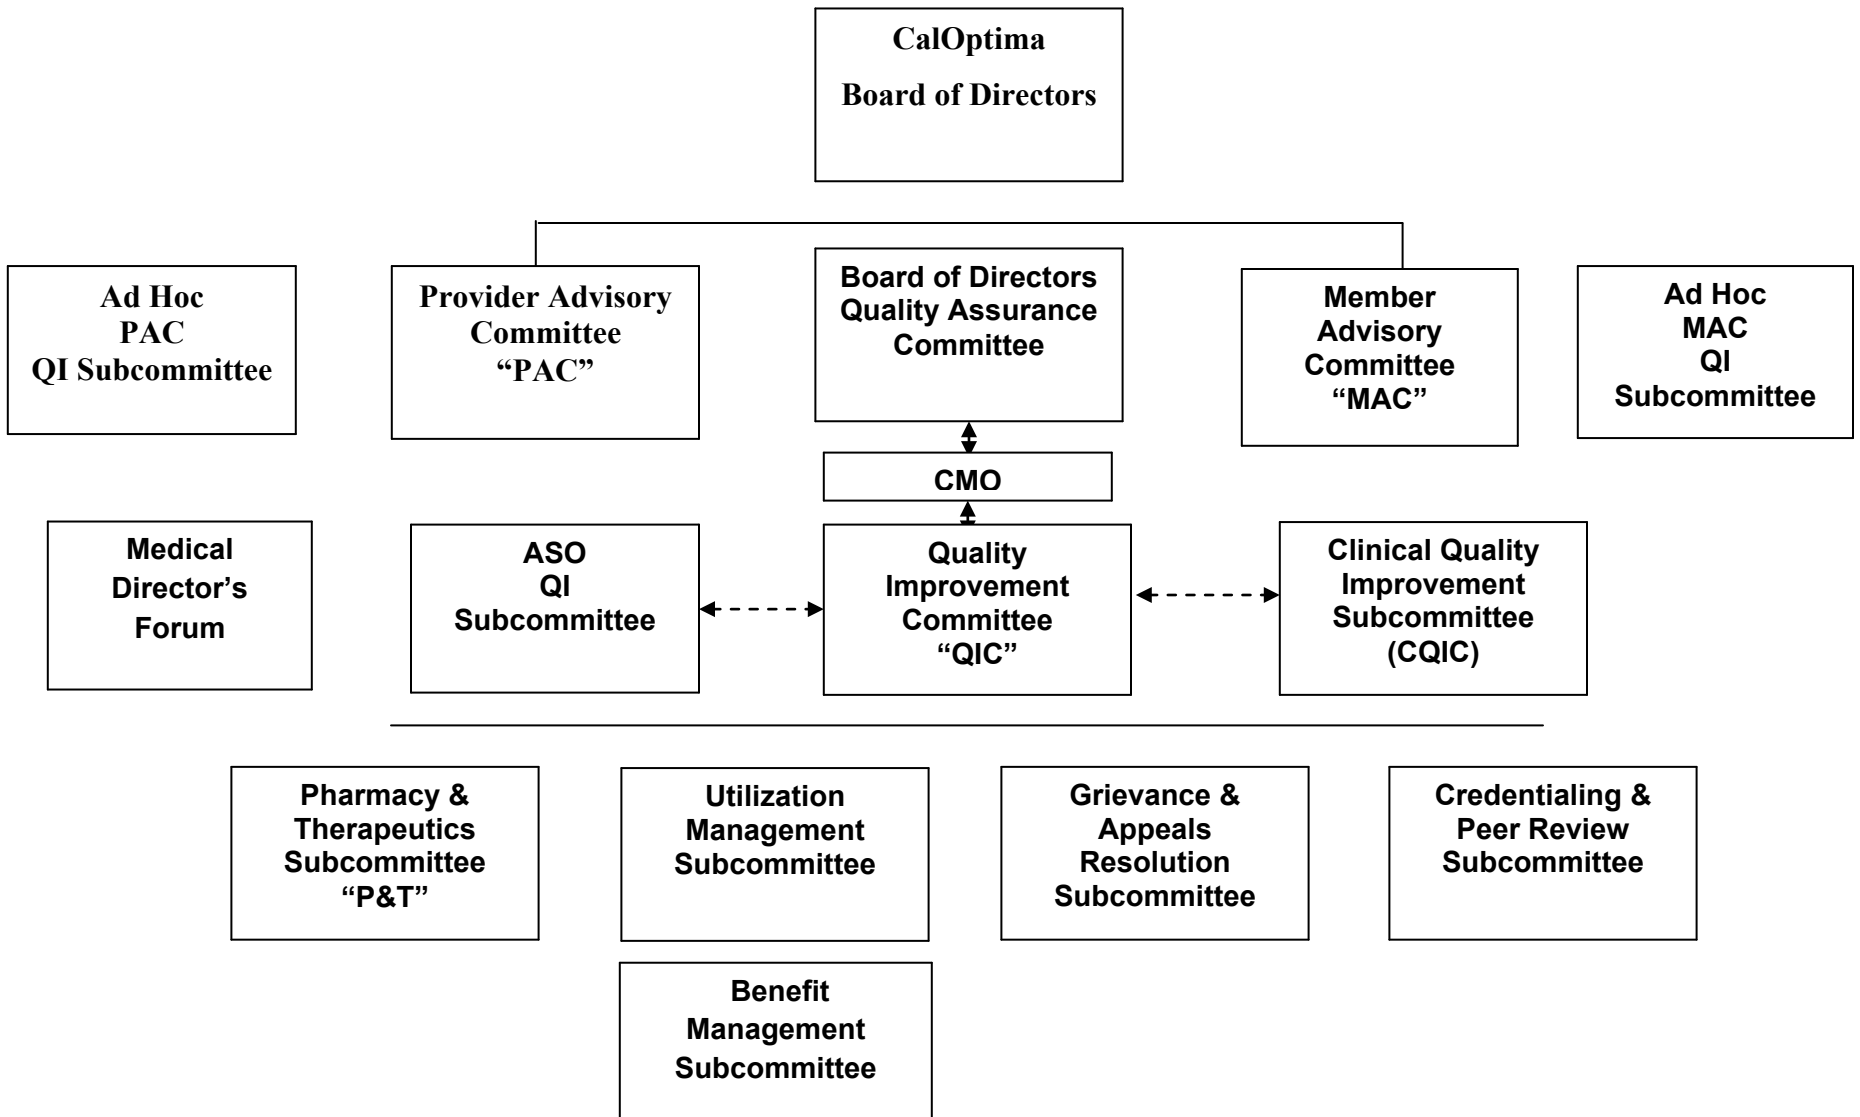 CalOptima
Board of Directors
Ad Hoc
PAC
QI Subcommittee
Provider Advisory
Committee
“PAC”
Board of Directors
Quality Assurance
Committee
Member
Advisory
Committee
“MAC”
Ad Hoc
MAC
QI
Subcommittee
CMO
Medical
Director’s
Forum
ASO
QI
Subcommittee
Quality
Improvement
Committee
“QIC”
Clinical Quality
Improvement
Subcommittee
(CQIC)
Pharmacy &
Therapeutics
Subcommittee
“P&T”
Utilization
Management
Subcommittee
Grievance &
Appeals
Resolution
Subcommittee
Credentialing &
Peer Review
Subcommittee
Benefit
Management
Subcommittee